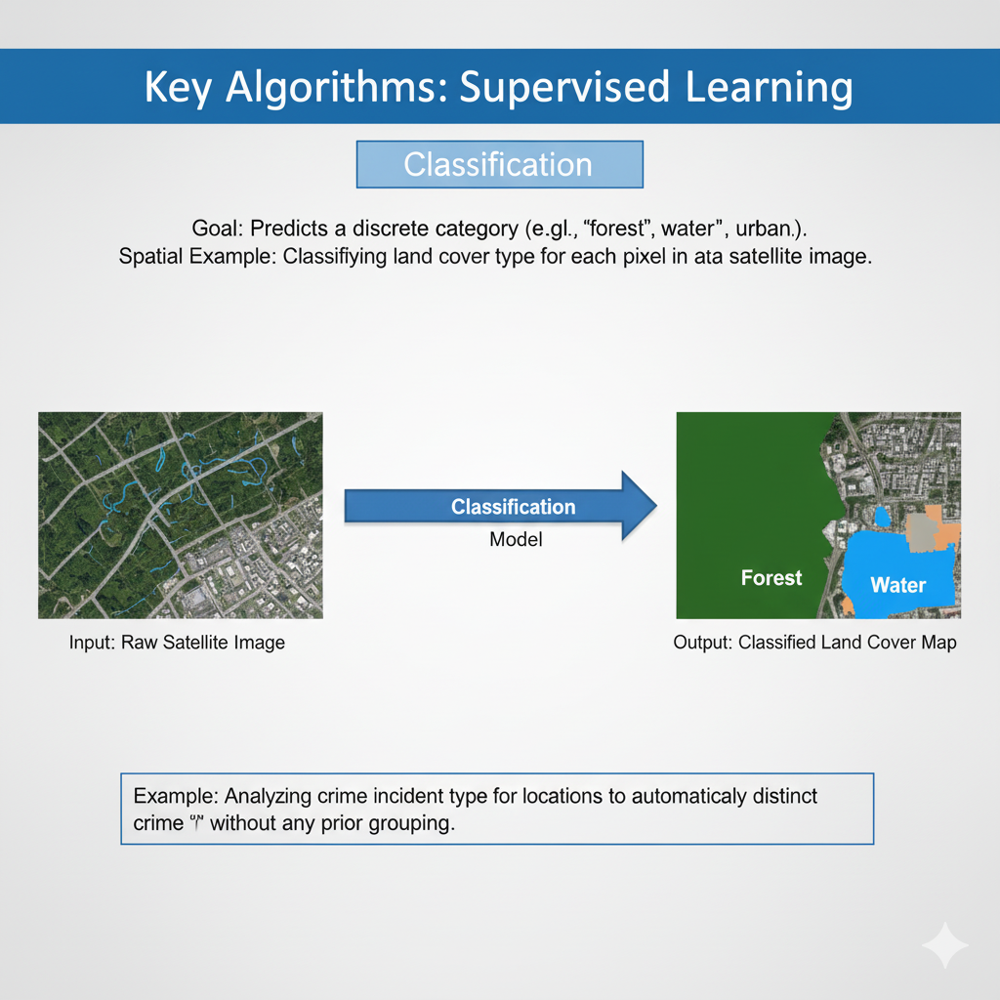 Key Algorithms: Supervised Learning
Classification
Goal: Predicts a discrete category (e.gl., “forest”, water", urban.).
Spatial Example: Classifiying land cover type for each pixel in ata satellite image.
Classification
Model
Forest
Water
Input: Raw Satellite Image
Output: Classified Land Cover Map
Example: Analyzing crime incident type for locations to automaticaly distinct
crime without any prior grouping.